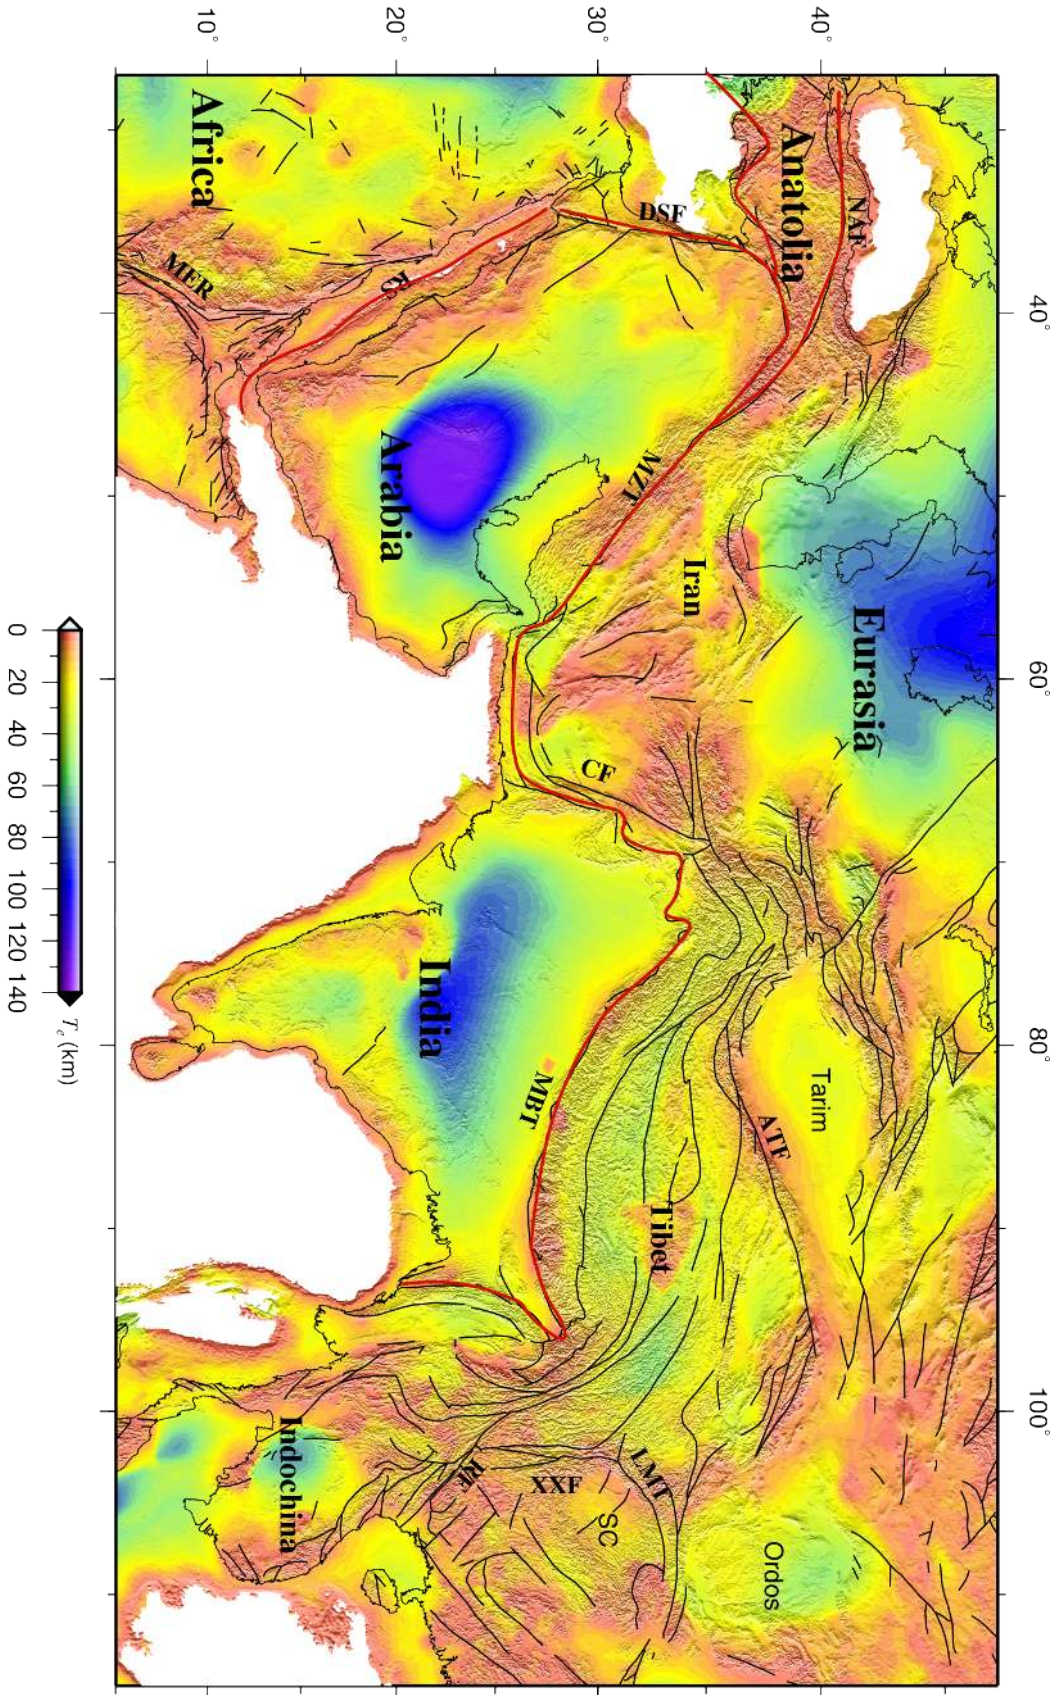 40°
60°
80°
100°
40°
30°
20°
10°
Anatolia
NAF
DSF
Eurasia
Iran
MZT
Arabia
Africa
MER
CF
Tarim
ATF
Tibet
MBT
India
Ordos
LMT
SC
XXF
RF
Indochina
0 20 40 60 80 100 120 140
Te (km)